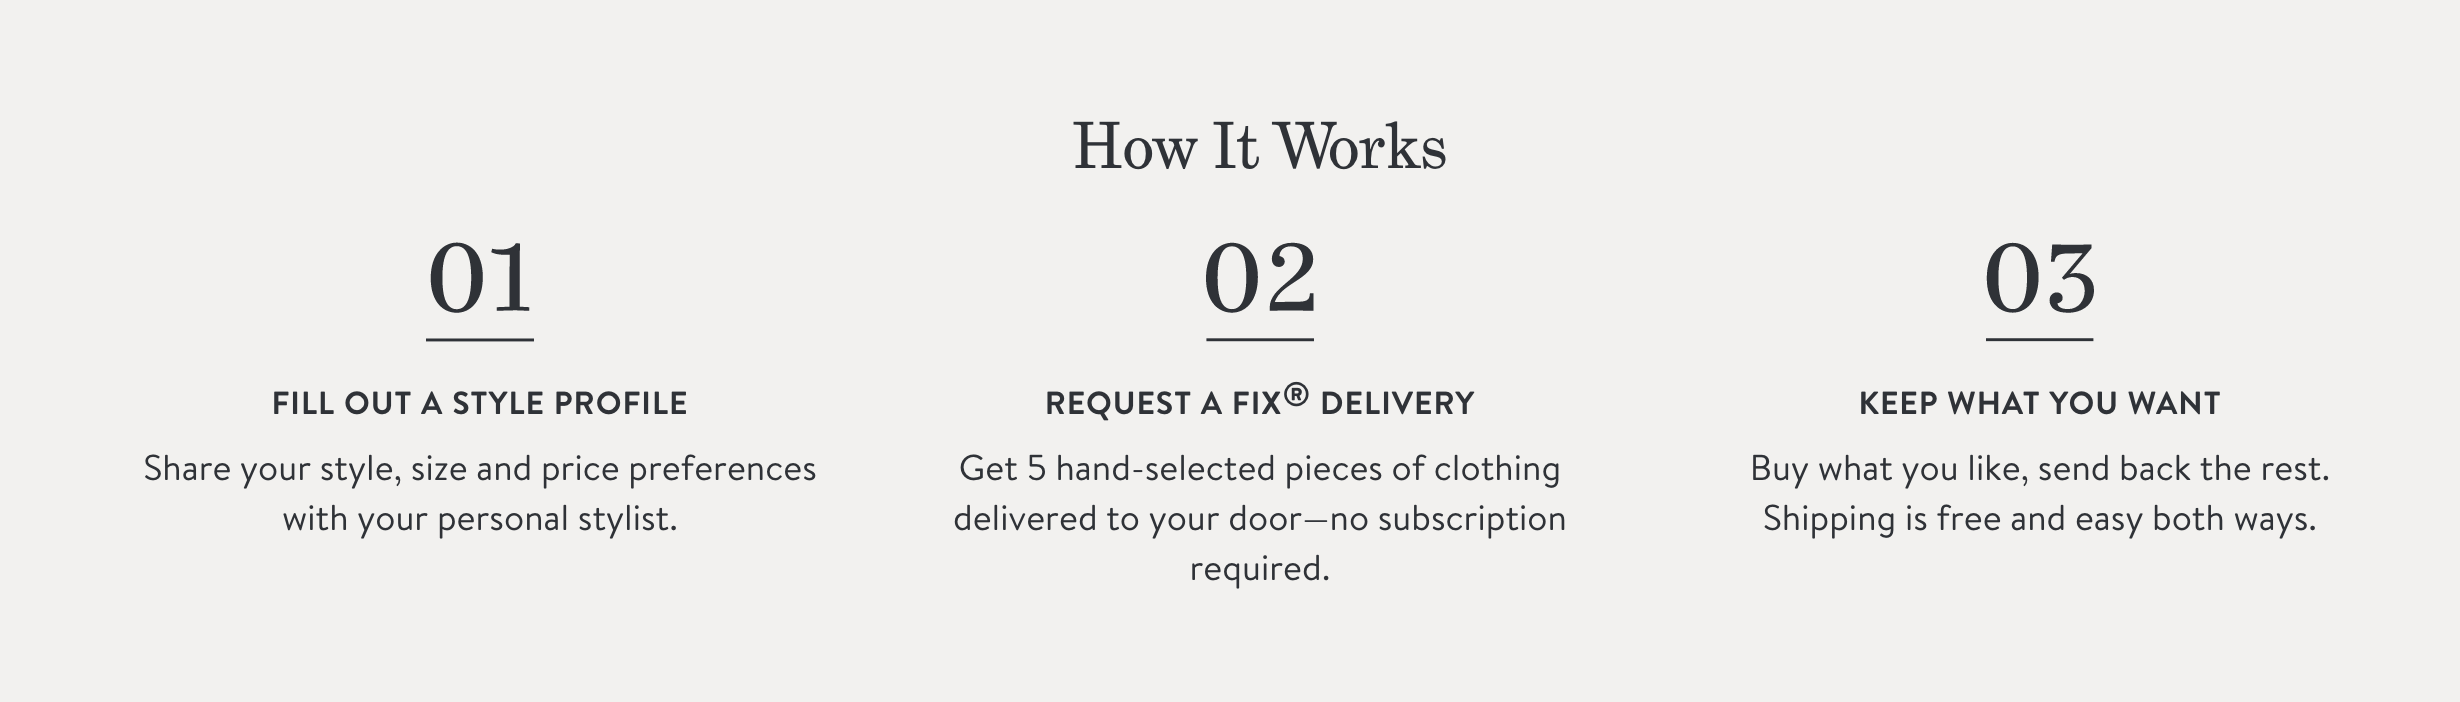 How It Works
01
FILL OUT A STYLE PROFILE
Share your style, size and price preferences
with your personal stylist.
02
REQUEST A FIX® DELIVERY
Get 5 hand-selected pieces of clothing
delivered to your door—no subscription
required.
03
KEEP WHAT YOU WANT
Buy what you like, send back the rest.
Shipping is free and easy both ways.